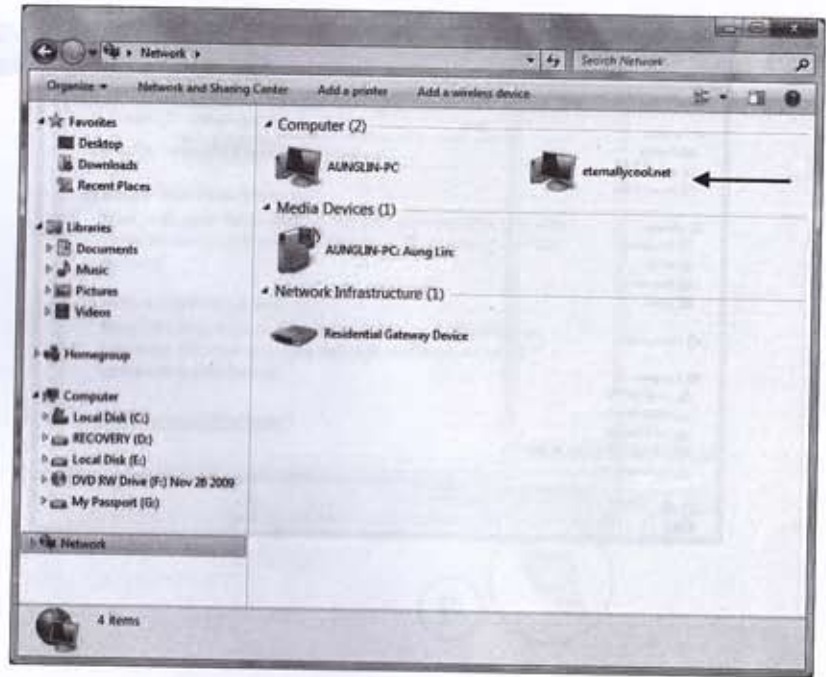 Network
Search Network
Organize
Network and Sharing Center
Add a printer
Add a wireless device
Favorites
Desktop
Downloads
Recent Places
Libraries
Documents
Music
Pictures
Videos
Homegroup
Computer
Local Disk (C:)
RECOVERY (D:)
Local Disk (E:)
DVD RW Drive (F:) Nov 26 2009
My Passport (G:)
Network
Computer (2)
AUNGLIN-PC
eternallycool.net
Media Devices (1)
AUNGLIN-PC: Aung Lin:
Network Infrastructure (1)
Residential Gateway Device
4 items